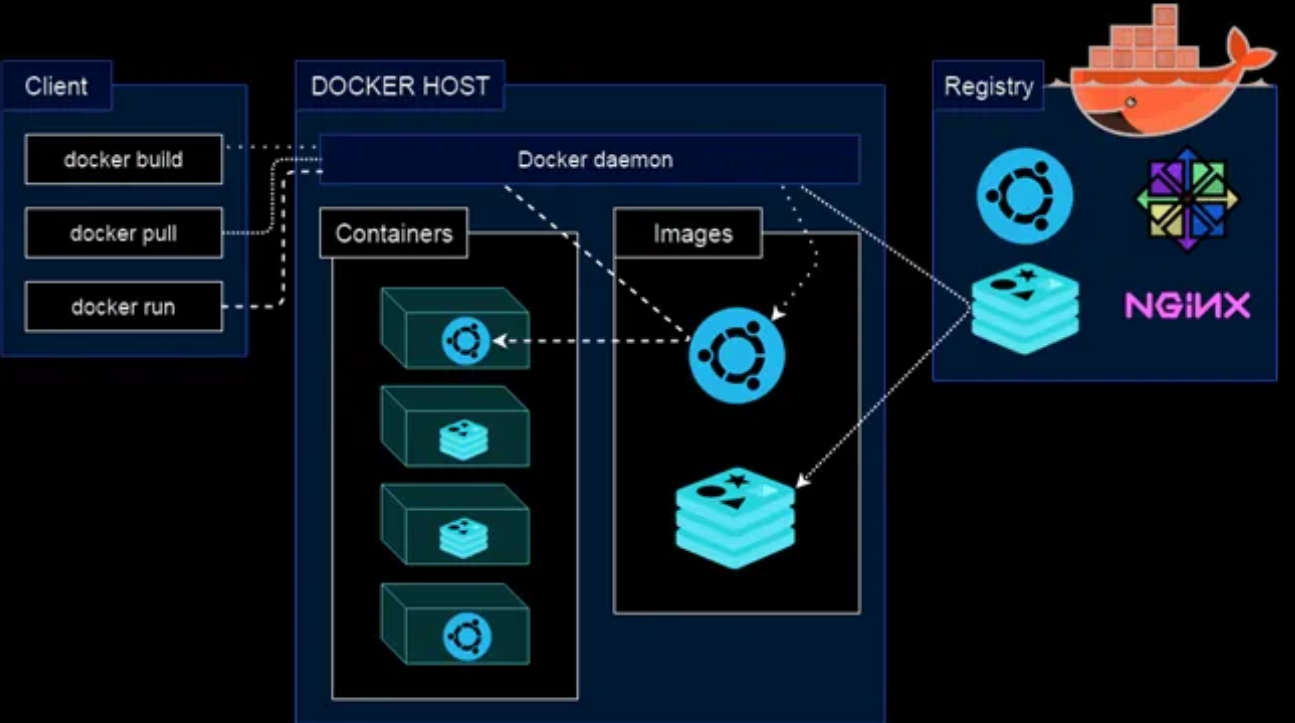 Client
docker build
docker pull
docker run
DOCKER HOST
Docker daemon
Containers
Images
Registry
NGiNX